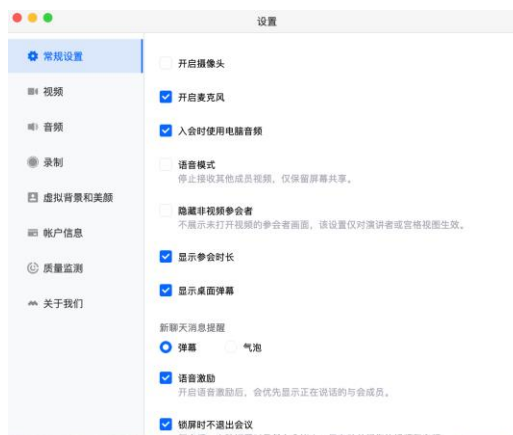 设置
常规设置
视频
音频
录制
虚拟背景和美颜
帐户信息
质量监测
关于我们
开启摄像头
开启麦克风
入会时使用电脑音频
语音模式
停止接收其他成员视频，仅保留屏幕共享。
隐藏非视频参会者
不展示未打开视频的参会者画面，该设置仅对演讲者或宫格视图生效。
显示参会时长
显示桌面弹幕
新聊天消息提醒
弹幕 气泡
语音激励
开启语音激励后，会优先显示正在说话的与会成员。
锁屏时不退出会议